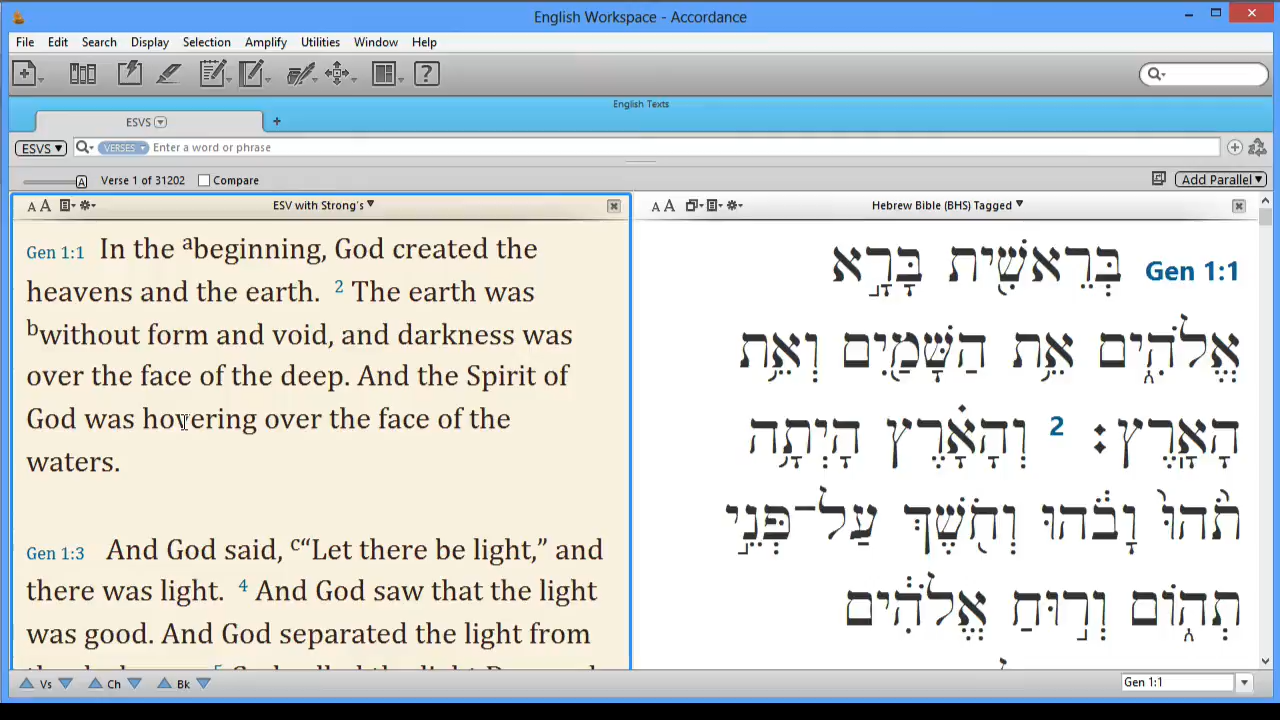 English Workspace - Accordance
File Edit Search Display Selection Amplify Utilities Window Help
English Texts
ESVS
ESVS VERSES Enter a word or phrase
A Verse 1 of 31202 Compare Add Parallel
A A ESV with Strong's
Gen 1:1 In the ᵃbeginning, God created the
heavens and the earth. 2 The earth was
ᵇwithout form and void, and darkness was
over the face of the deep. And the Spirit of
God was hovering over the face of the
waters.
Gen 1:3 And God said, ᶜ“Let there be light,” and
there was light. 4 And God saw that the light
was good. And God separated the light from
A A Hebrew Bible (BHS) Tagged
Gen 1:1 בְּרֵאשִׁ֖ית בָּרָ֣א
אֱלֹהִ֑ים אֵ֥ת הַשָּׁמַ֖יִם וְאֵ֥ת
הָאָֽרֶץ׃ 2 וְהָאָ֗רֶץ הָיְתָ֥ה
תֹ֙הוּ֙ וָבֹ֔הוּ וְחֹ֖שֶׁךְ עַל־פְּנֵ֣י
תְה֑וֹם וְר֣וּחַ אֱלֹהִ֔ים
Vs Ch Bk Gen 1:1